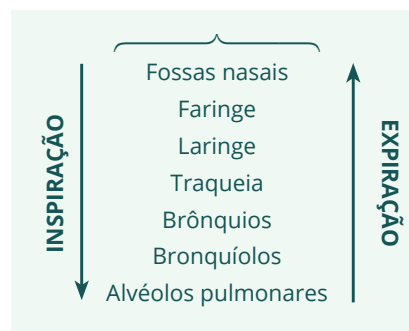 Fossas nasais
Faringe
Laringe
Traqueia
Brônquios
Bronquíolos
Alvéolos pulmonares
INSPIRAÇÃO
EXPIRAÇÃO